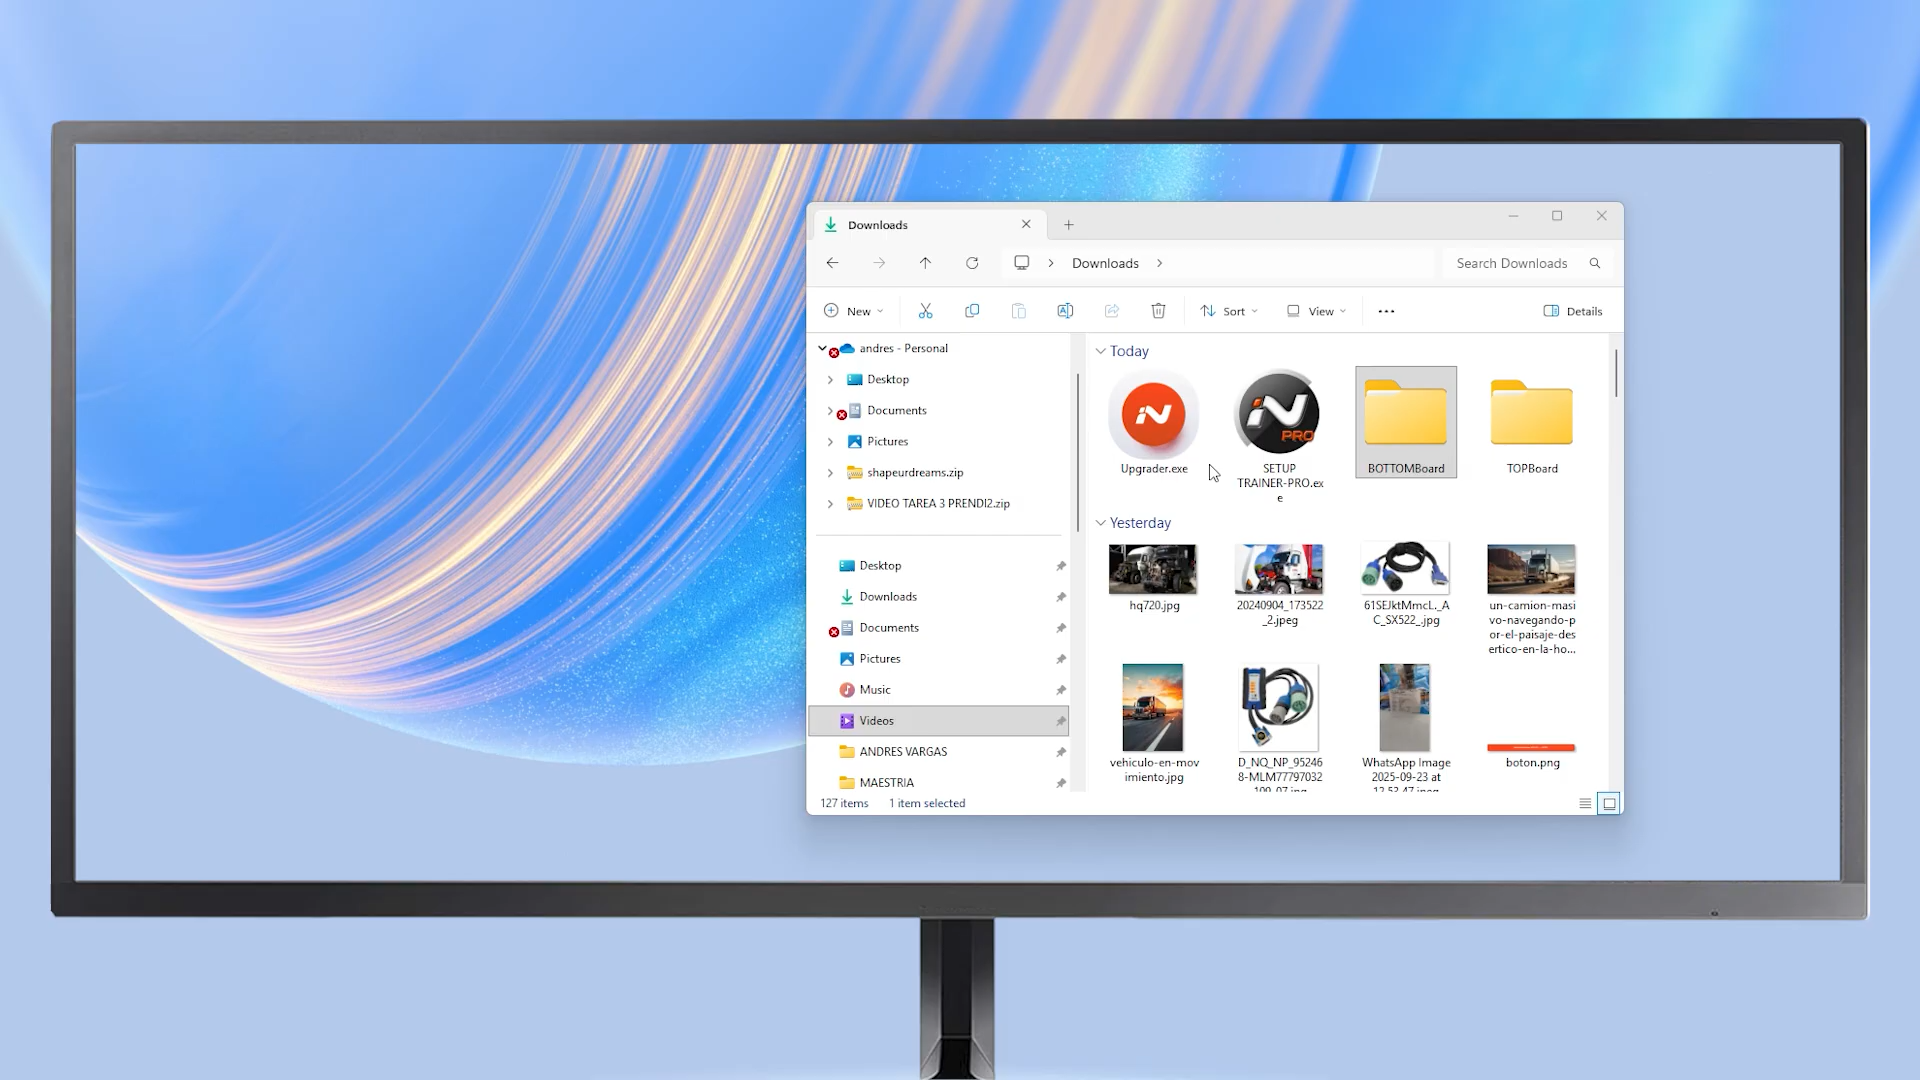 Downloads
Downloads
Search Downloads
New
Sort
View
Details
andres - Personal
Desktop
Documents
Pictures
shapeurdreams.zip
VIDEO TAREA 3 PRENDI2.zip
Desktop
Downloads
Documents
Pictures
Music
Videos
ANDRES VARGAS
MAESTRIA
Today
iN
Upgrader.exe
iN
PRO
SETUP
TRAINER-PRO.ex
e
BOTTOMBoard
TOPBoard
Yesterday
hq720.jpg
20240904_173522
_2.jpeg
61SEJktMmcL._A
C_SX522_.jpg
un-camion-masi
vo-navegando-p
or-el-paisaje-des
ertico-en-la-ho...
vehiculo-en-mov
imiento.jpg
D_NQ_NP_95246
8-MLM77797032
109_07.jpg
WhatsApp Image
2025-09-23 at
12.53.47.jpeg
boton.png
127 items
1 item selected